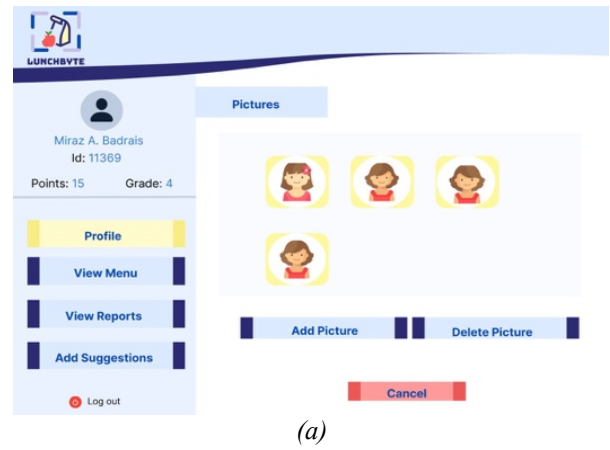 LUNCHBYTE
Miraz A. Badrais
Id: 11369
Points: 15 Grade: 4
Profile
View Menu
View Reports
Add Suggestions
Log out
Pictures
Add Picture Delete Picture
Cancel
(a)